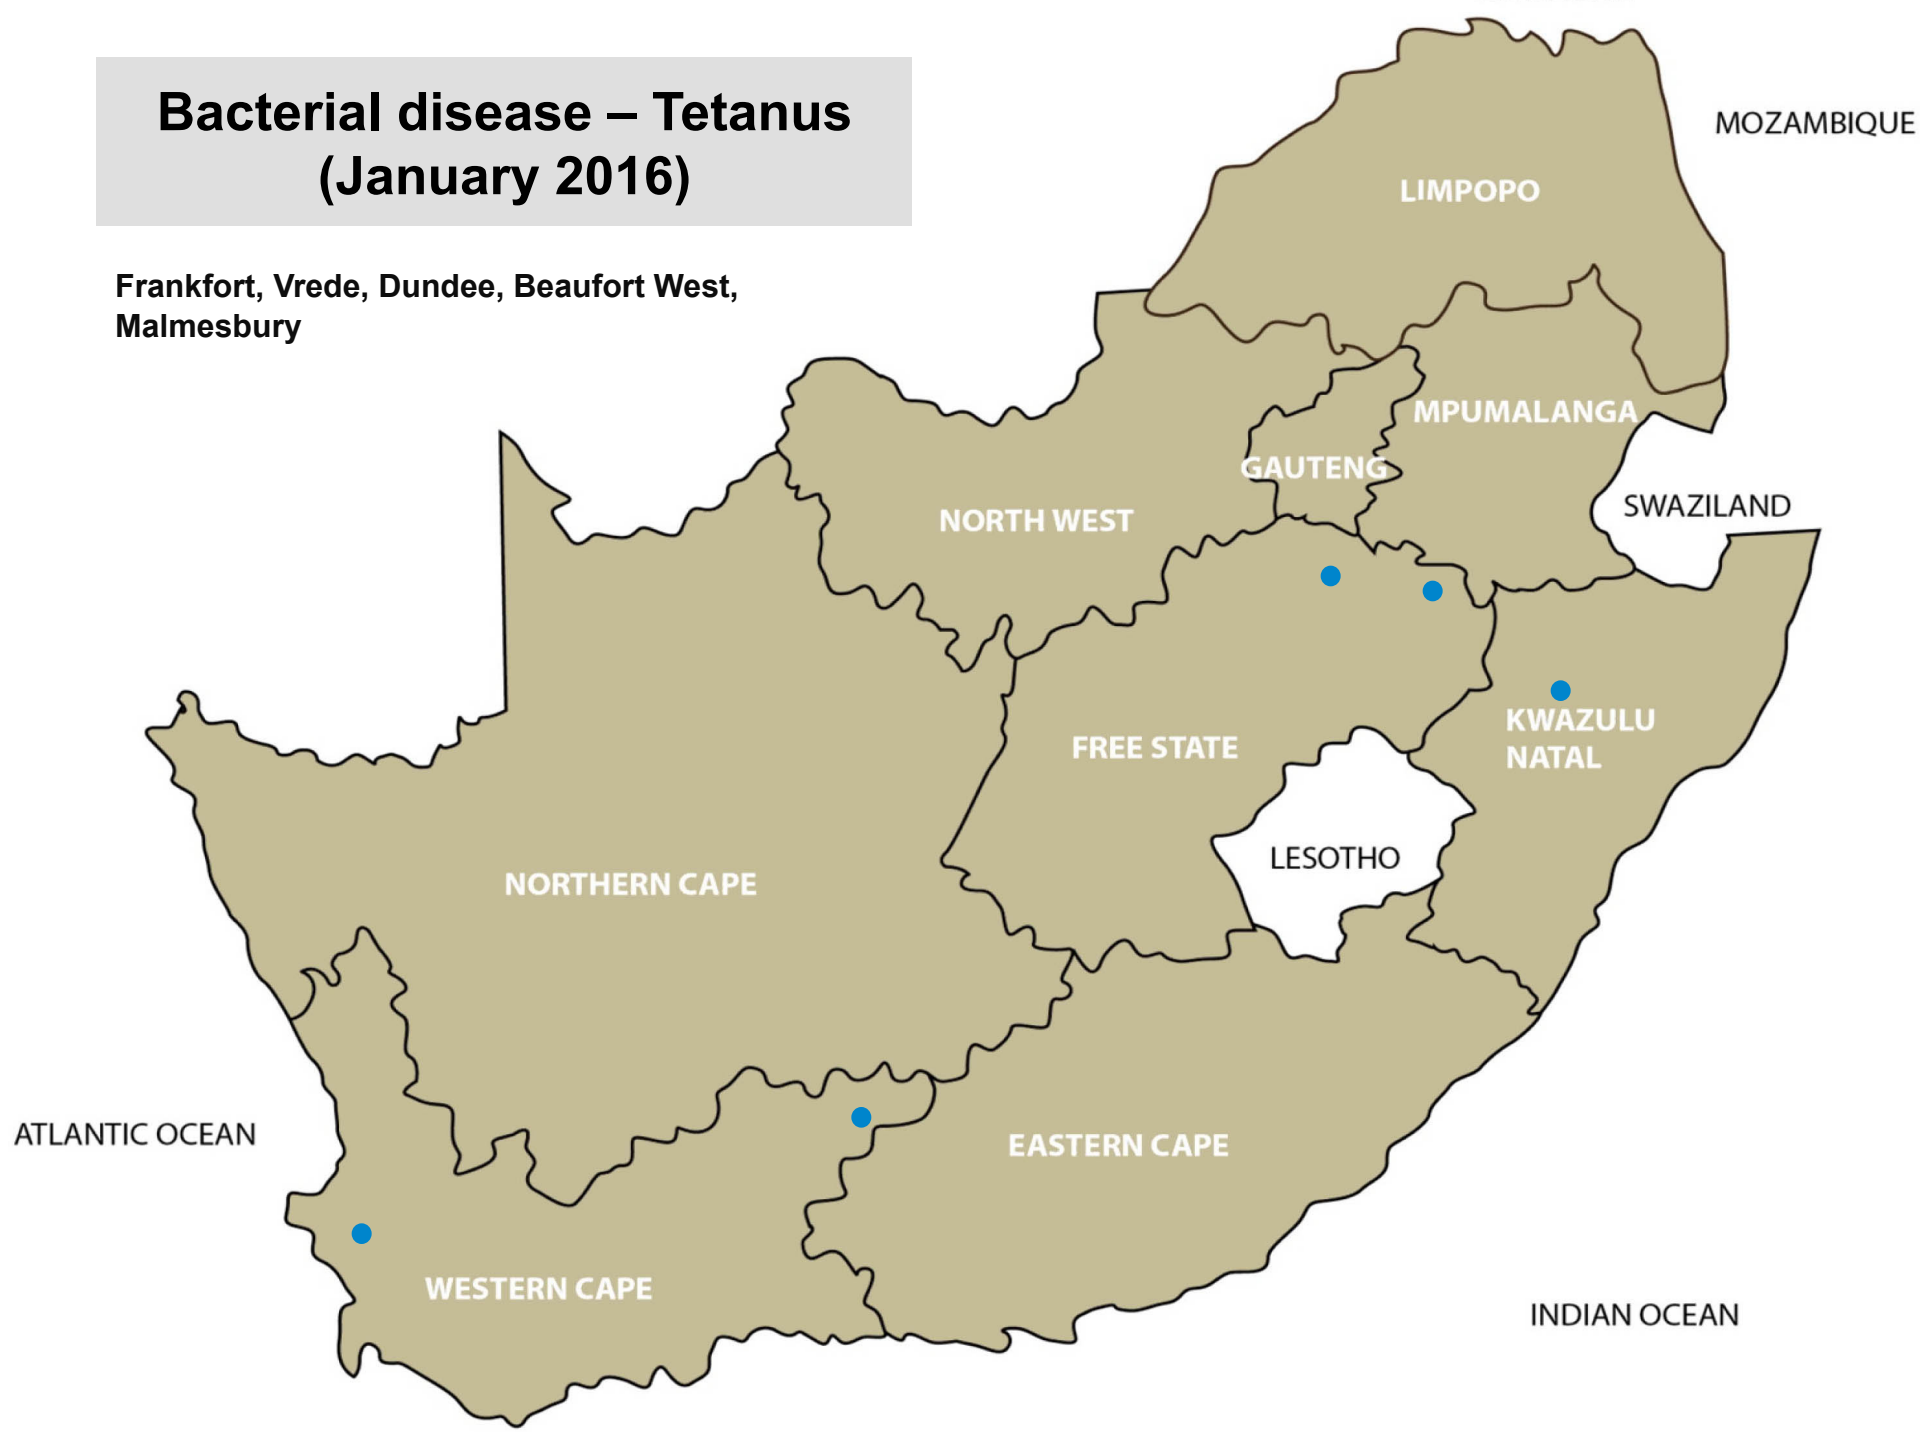 Bacterial disease – Tetanus
(January 2016)
Frankfort, Vrede, Dundee, Beaufort West,
Malmesbury
MOZAMBIQUE
LIMPOPO
MPUMALANGA
GAUTENG
SWAZILAND
NORTH WEST
KWAZULU
NATAL
FREE STATE
LESOTHO
NORTHERN CAPE
ATLANTIC OCEAN
EASTERN CAPE
WESTERN CAPE
INDIAN OCEAN